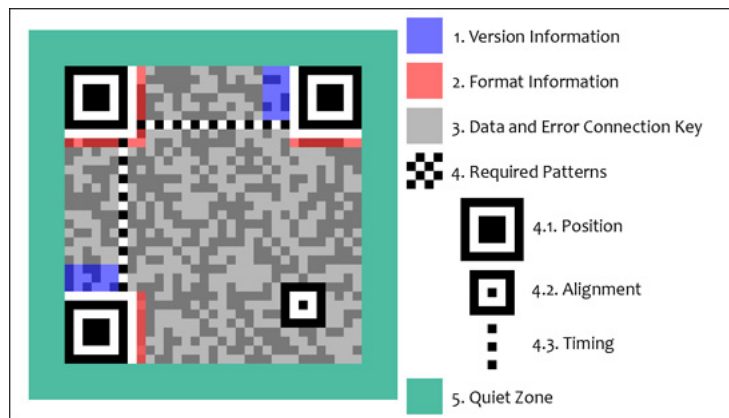 1. Version Information
2. Format Information
3. Data and Error Connection Key
4. Required Patterns
4.1. Position
4.2. Alignment
4.3. Timing
5. Quiet Zone